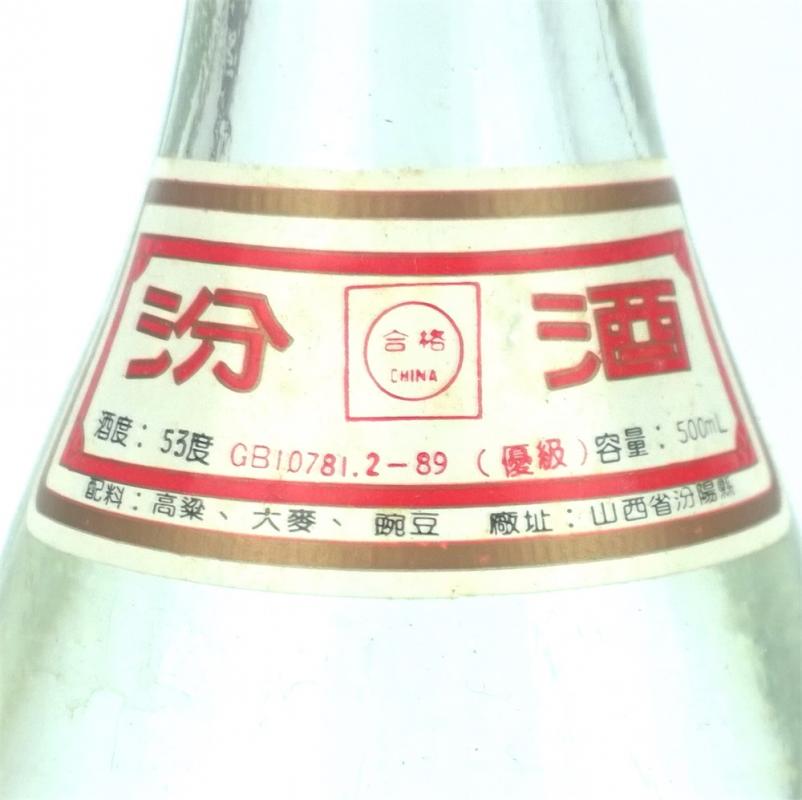 汾 合格 酒
CHINA
酒度：53度 GB10781.2-89（優級）容量：500mL
配料：高粱、大麥、豌豆 廠址：山西省汾陽縣